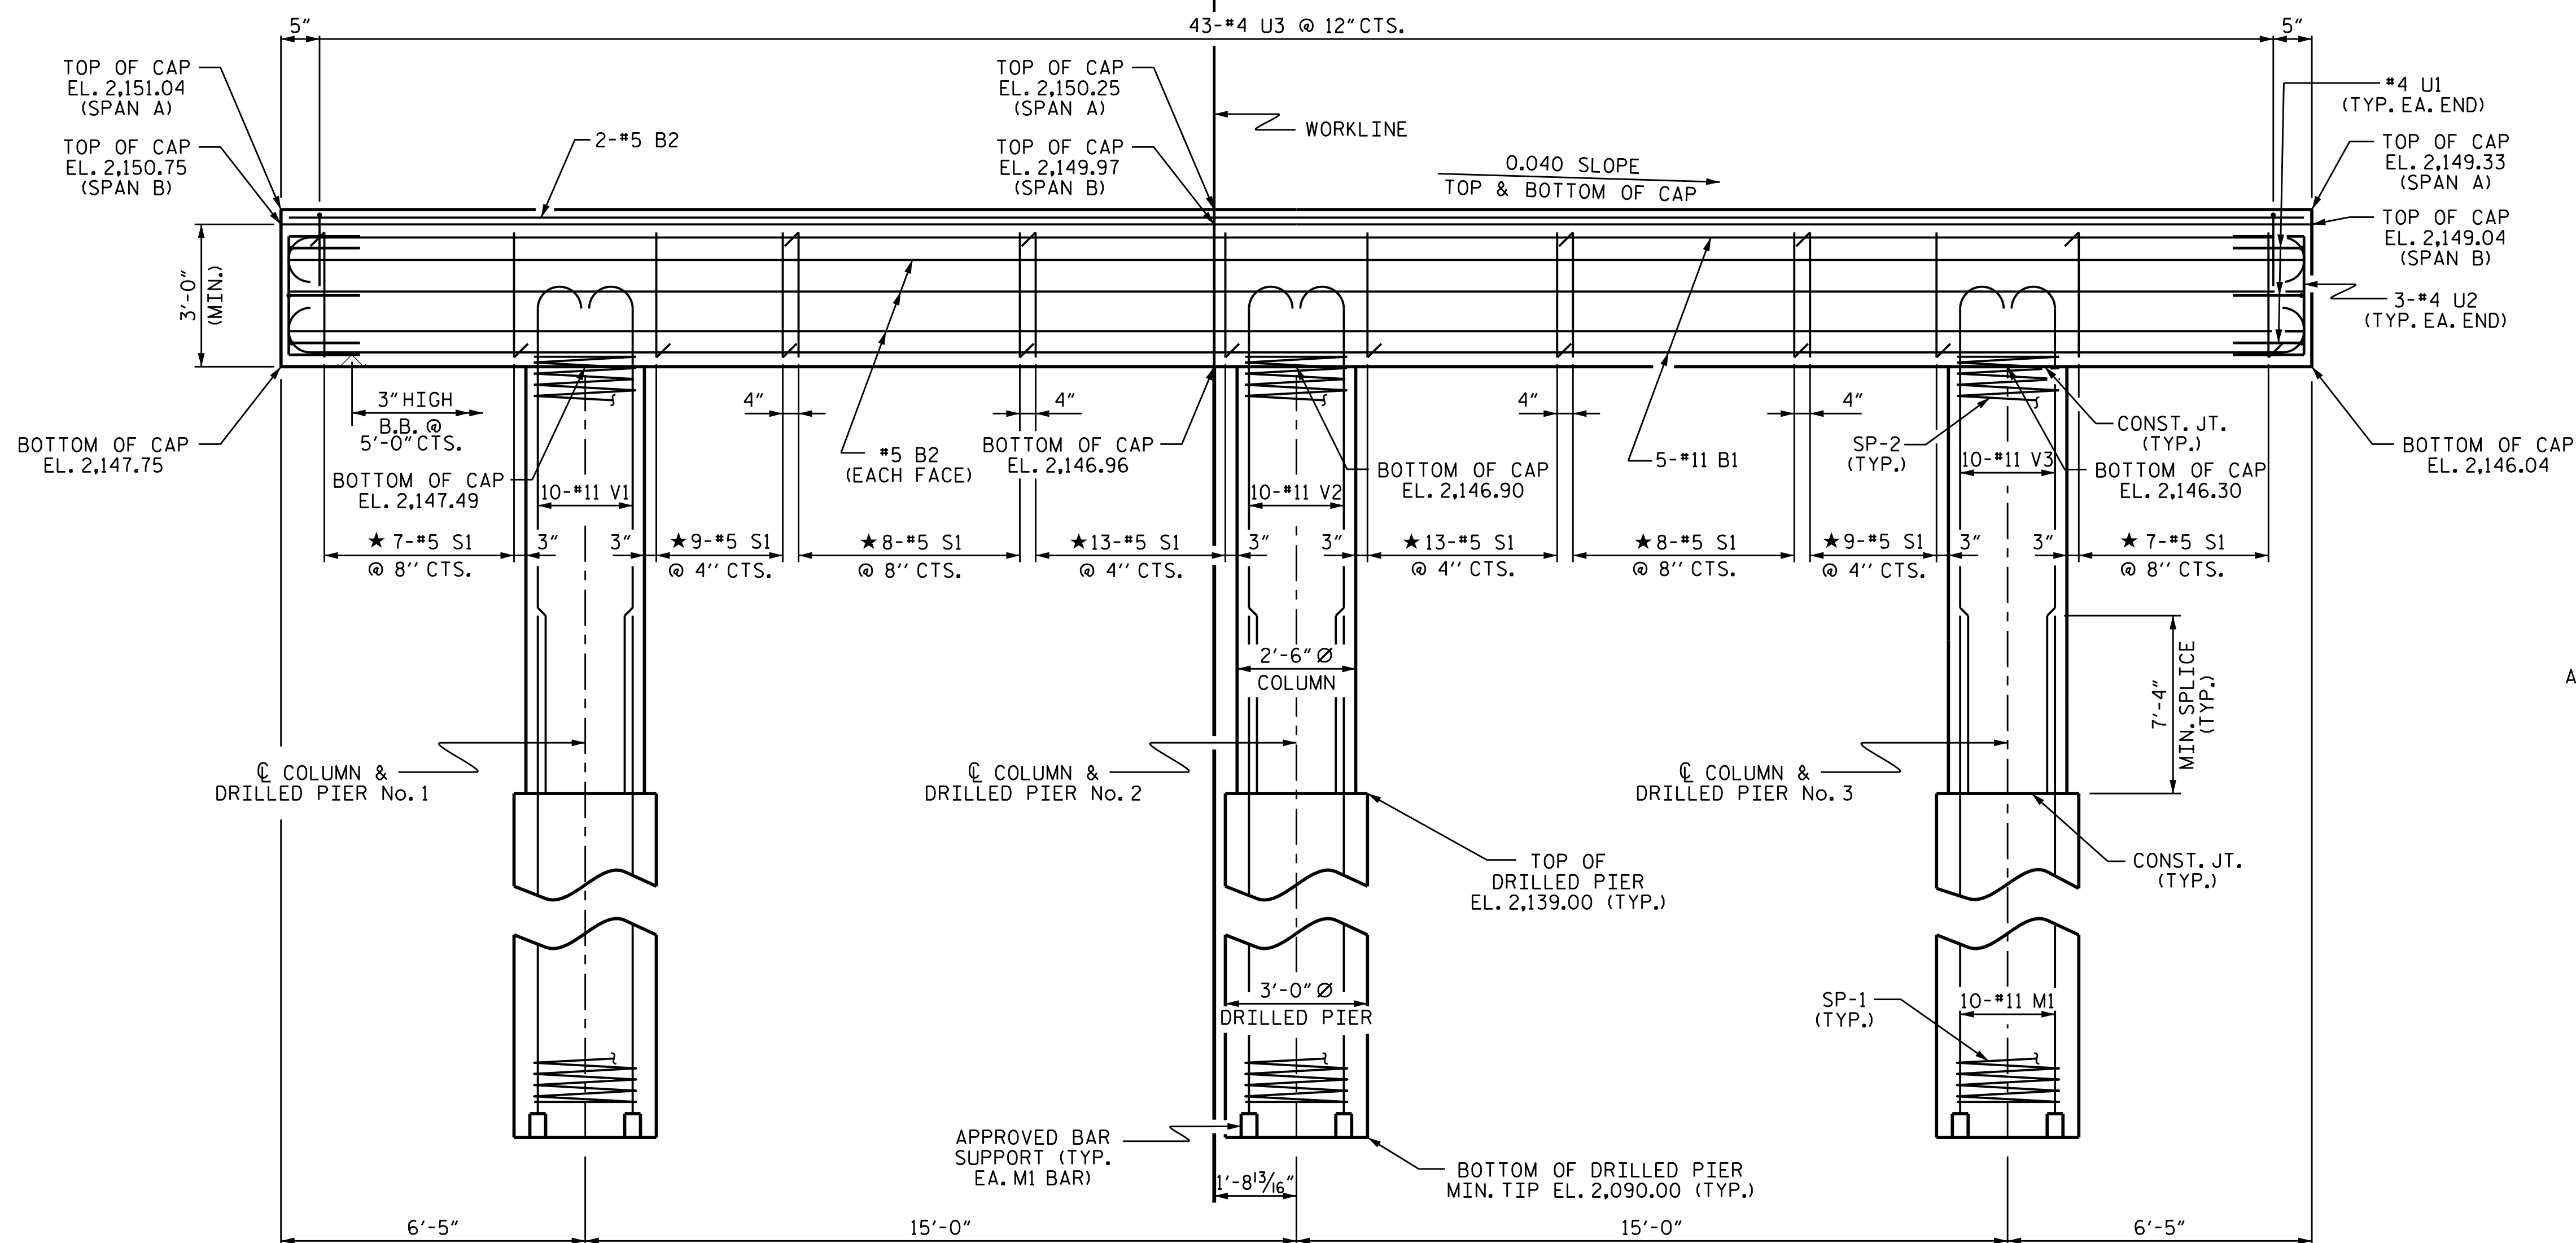 43-#4 U3 @ 12" CTS.
5"
5"
TOP OF CAP
EL. 2,151.04
(SPAN A)
TOP OF CAP
EL. 2,150.75
(SPAN B)
2-#5 B2
TOP OF CAP
EL. 2,150.25
(SPAN A)
TOP OF CAP
EL. 2,149.97
(SPAN B)
WORKLINE
0.040 SLOPE
TOP & BOTTOM OF CAP
#4 U1
(TYP. EA. END)
TOP OF CAP
EL. 2,149.33
(SPAN A)
TOP OF CAP
EL. 2,149.04
(SPAN B)
3-#4 U2
(TYP. EA. END)
3'-0"
(MIN.)
BOTTOM OF CAP
EL. 2,147.75
3" HIGH
B.B. @
5'-0" CTS.
BOTTOM OF CAP
EL. 2,147.49
4"
#5 B2
(EACH FACE)
4"
BOTTOM OF CAP
EL. 2,146.96
BOTTOM OF CAP
EL. 2,146.90
4"
5-#11 B1
4"
SP-2
(TYP.)
CONST. JT.
(TYP.)
BOTTOM OF CAP
EL. 2,146.30
BOTTOM OF CAP
EL. 2,146.04
10-#11 V1
10-#11 V2
10-#11 V3
★ 7-#5 S1
@ 8'' CTS.
3"
3"
★9-#5 S1
@ 4'' CTS.
★8-#5 S1
@ 8'' CTS.
★13-#5 S1
@ 4'' CTS.
3"
3"
★13-#5 S1
@ 4'' CTS.
★8-#5 S1
@ 8'' CTS.
★9-#5 S1
@ 4'' CTS.
3"
3"
★ 7-#5 S1
@ 8'' CTS.
2'-6" Ø
COLUMN
7'-4"
MIN. SPLICE
(TYP.)
A
℄ COLUMN &
DRILLED PIER No. 1
℄ COLUMN &
DRILLED PIER No. 2
℄ COLUMN &
DRILLED PIER No. 3
TOP OF
DRILLED PIER
EL. 2,139.00 (TYP.)
CONST. JT.
(TYP.)
3'-0" Ø
DRILLED PIER
SP-1
(TYP.)
10-#11 M1
APPROVED BAR
SUPPORT (TYP.
EA. M1 BAR)
BOTTOM OF DRILLED PIER
MIN. TIP EL. 2,090.00 (TYP.)
1'-8 13/16"
6'-5"
15'-0"
15'-0"
6'-5"